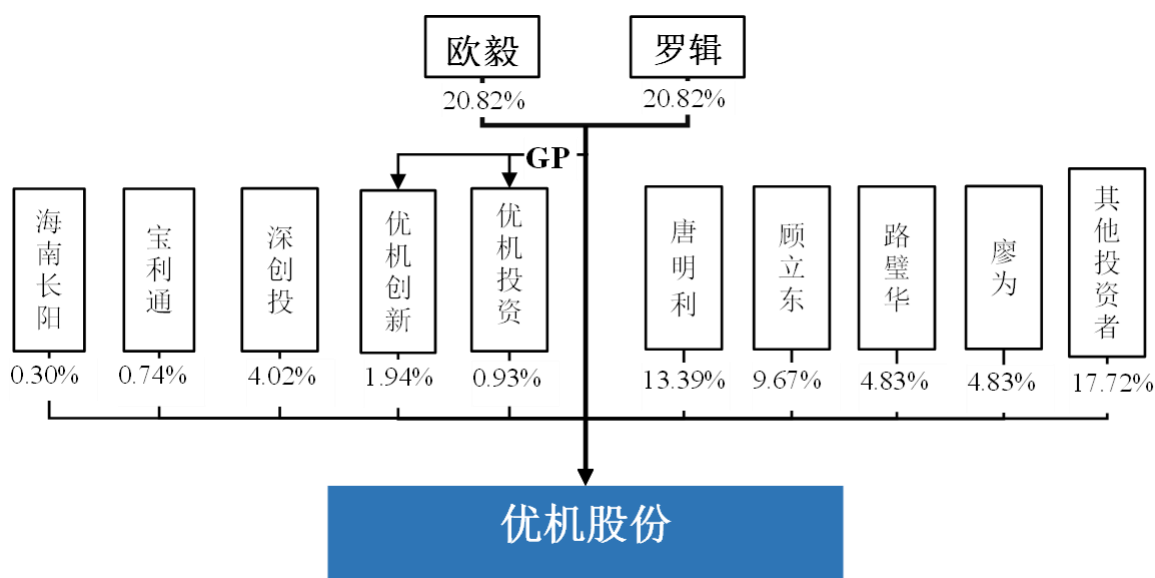 欧毅
罗辑
20.82%
20.82%
GP
海南长阳
宝利通
深创投
优机创新
优机投资
唐明利
顾立东
路璧华
廖为
其他投资者
0.30%
0.74%
4.02%
1.94%
0.93%
13.39%
9.67%
4.83%
4.83%
17.72%
优机股份